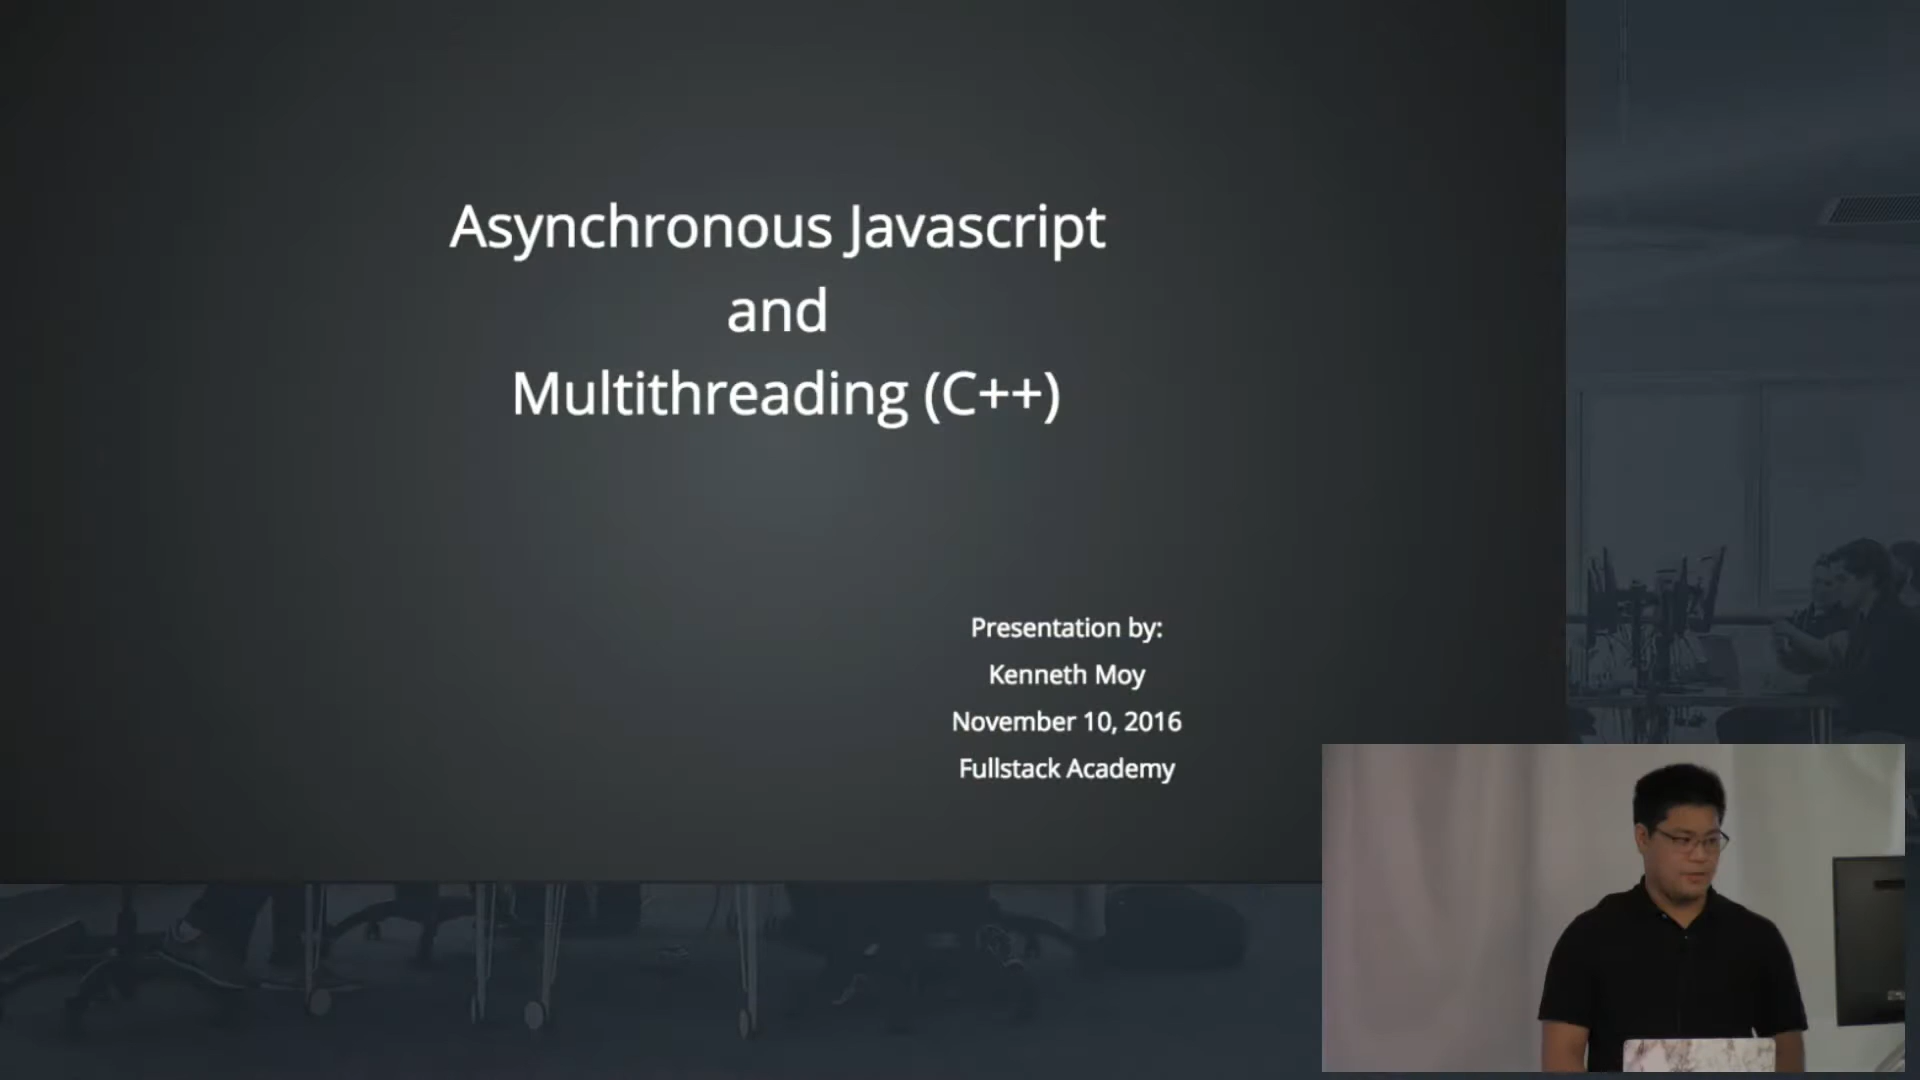 Asynchronous Javascript
and
Multithreading (C++)
Presentation by:
Kenneth Moy
November 10, 2016
Fullstack Academy